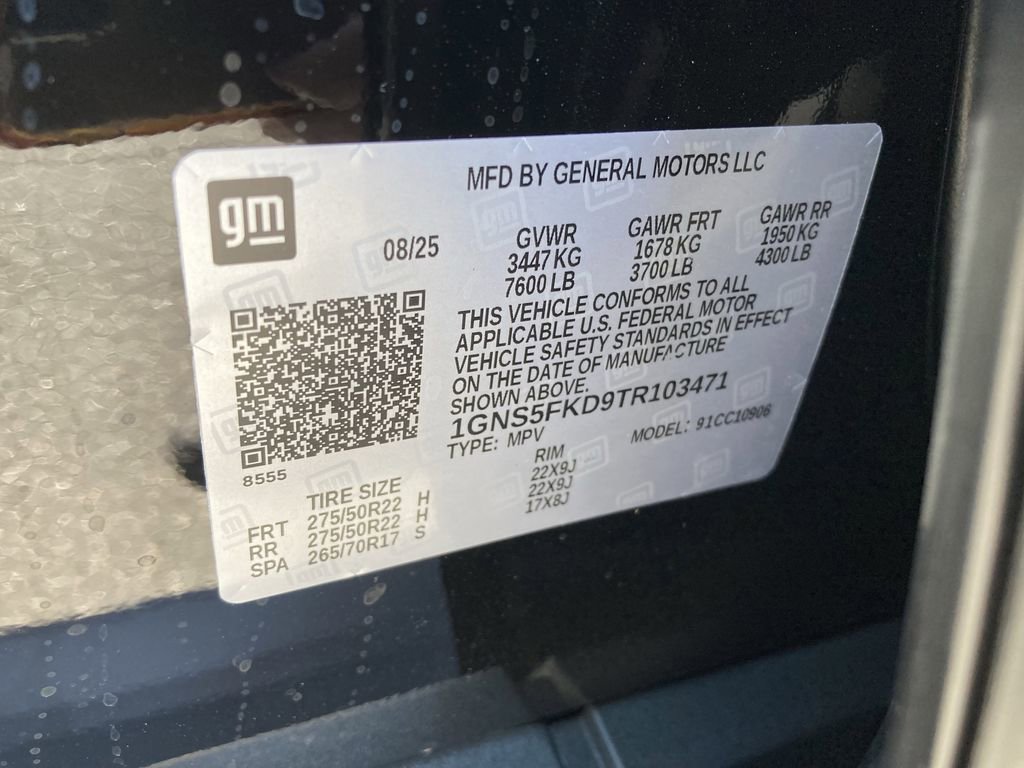 gm
MFD BY GENERAL MOTORS LLC
08/25
GVWR
3447 KG
7600 LB
GAWR FRT
1678 KG
3700 LB
GAWR RR
1950 KG
4300 LB
THIS VEHICLE CONFORMS TO ALL
APPLICABLE U.S. FEDERAL MOTOR
VEHICLE SAFETY STANDARDS IN EFFECT
ON THE DATE OF MANUFACTURE
SHOWN ABOVE.
1GNS5FKD9TR103471
TYPE: MPV MODEL: 91CC10906
8555
TIRE SIZE RIM
FRT 275/50R22 H 22X9J
RR 275/50R22 H 22X9J
SPA 265/70R17 S 17X8J